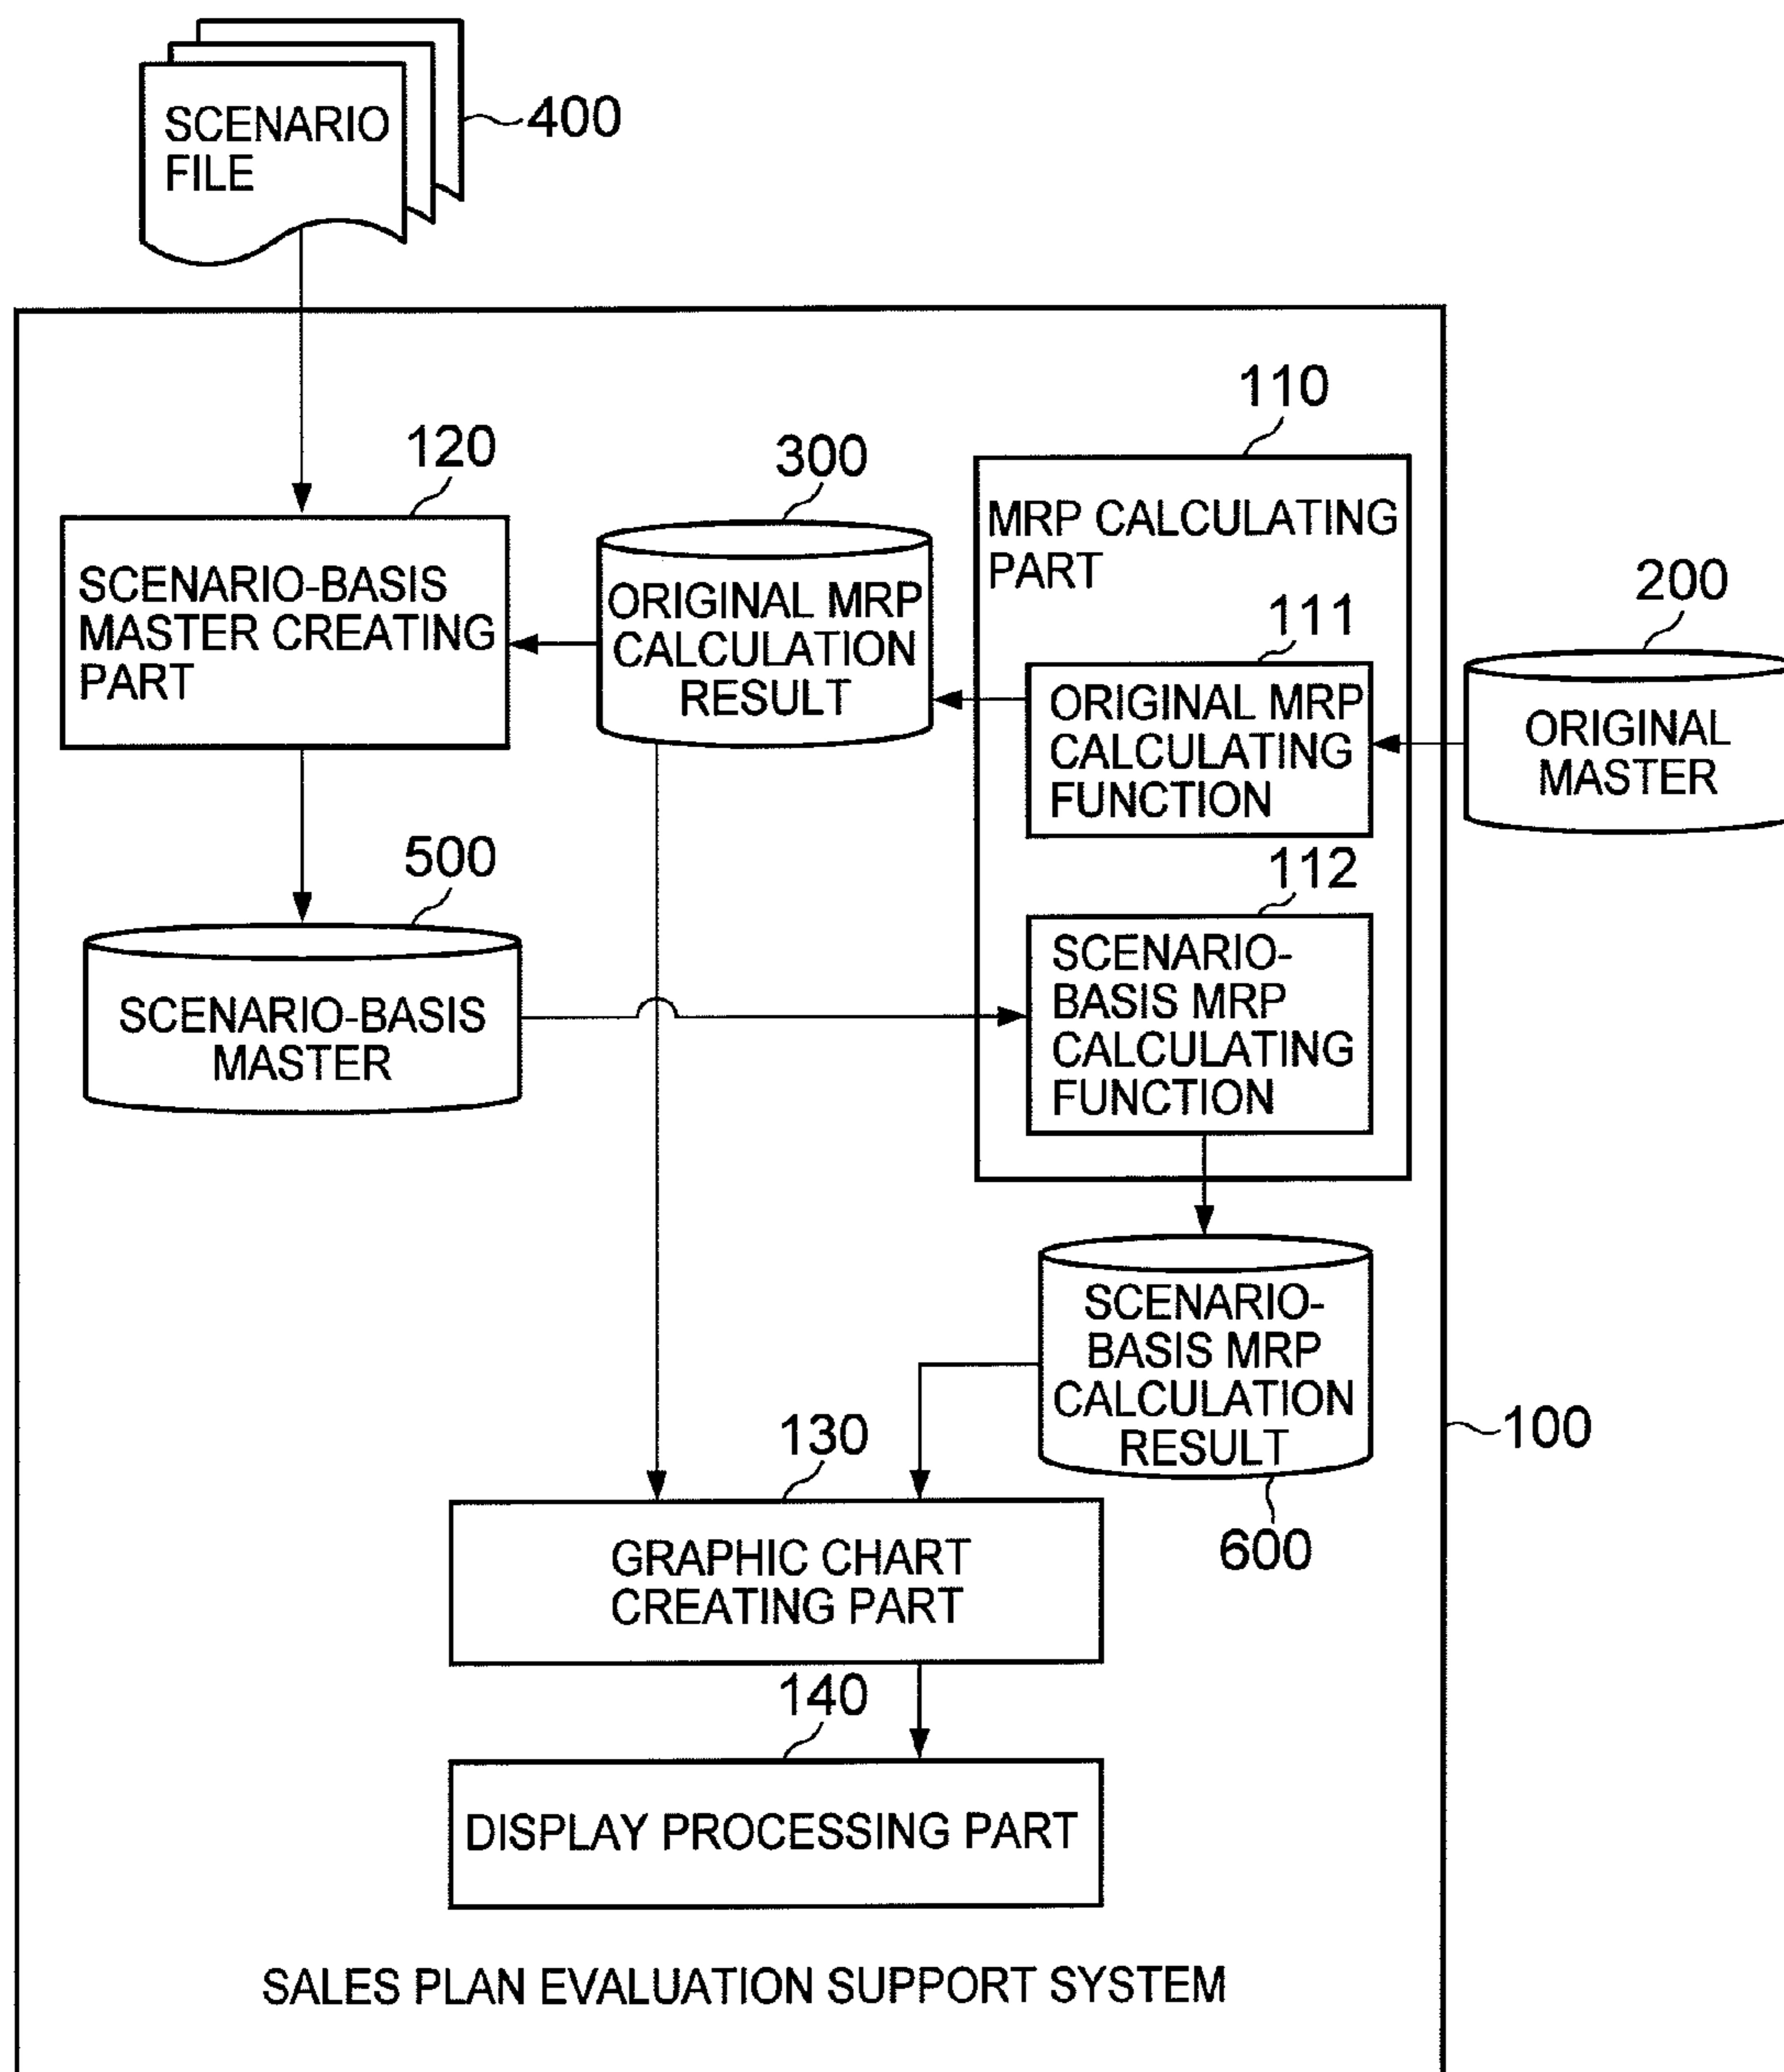 SCENARIO
FILE
400
110
120
300
MRP CALCULATING
PART
SCENARIO-BASIS
MASTER CREATING
PART
ORIGINAL MRP
CALCULATION
RESULT
111
200
ORIGINAL MRP
CALCULATING
FUNCTION
ORIGINAL
MASTER
500
112
SCENARIO-BASIS
MASTER
SCENARIO-
BASIS MRP
CALCULATING
FUNCTION
SCENARIO-
BASIS MRP
CALCULATION
RESULT
100
130
600
GRAPHIC CHART
CREATING PART
140
DISPLAY PROCESSING PART
SALES PLAN EVALUATION SUPPORT SYSTEM